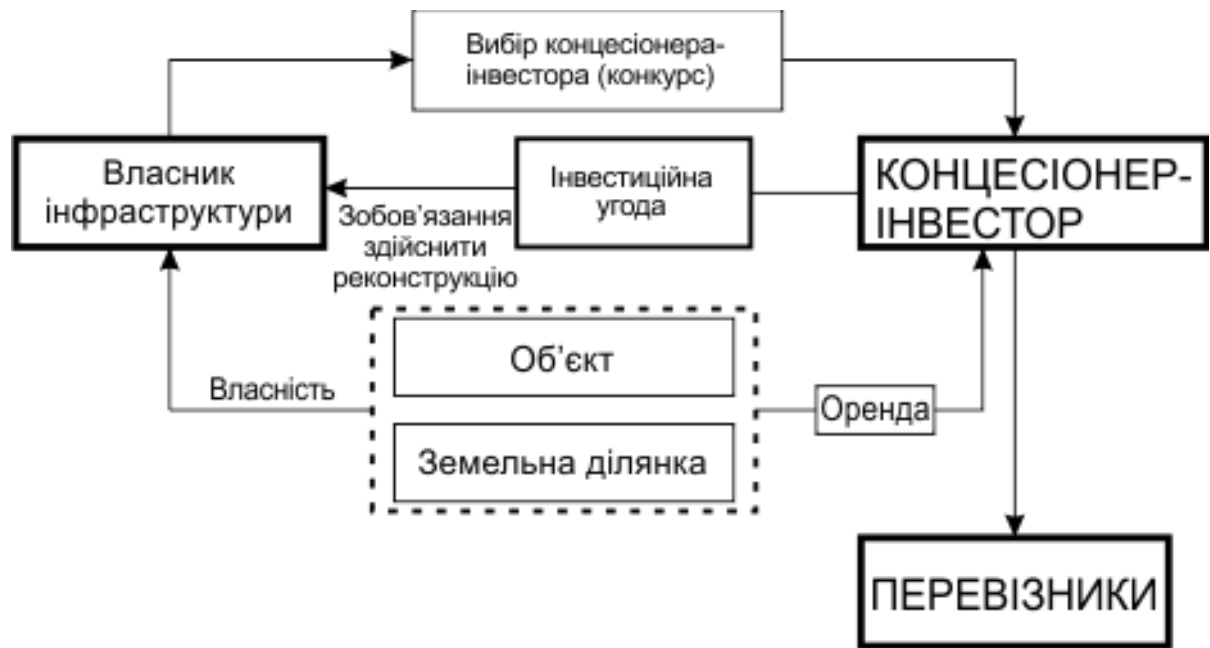 Вибір концесіонера-
інвестора (конкурс)
Власник
інфраструктури
Інвестиційна
угода
КОНЦЕСІОНЕР-
ІНВЕСТОР
Зобов’язання
здійснити
реконструкцію
Об’єкт
Власність
Оренда
Земельна ділянка
ПЕРЕВІЗНИКИ